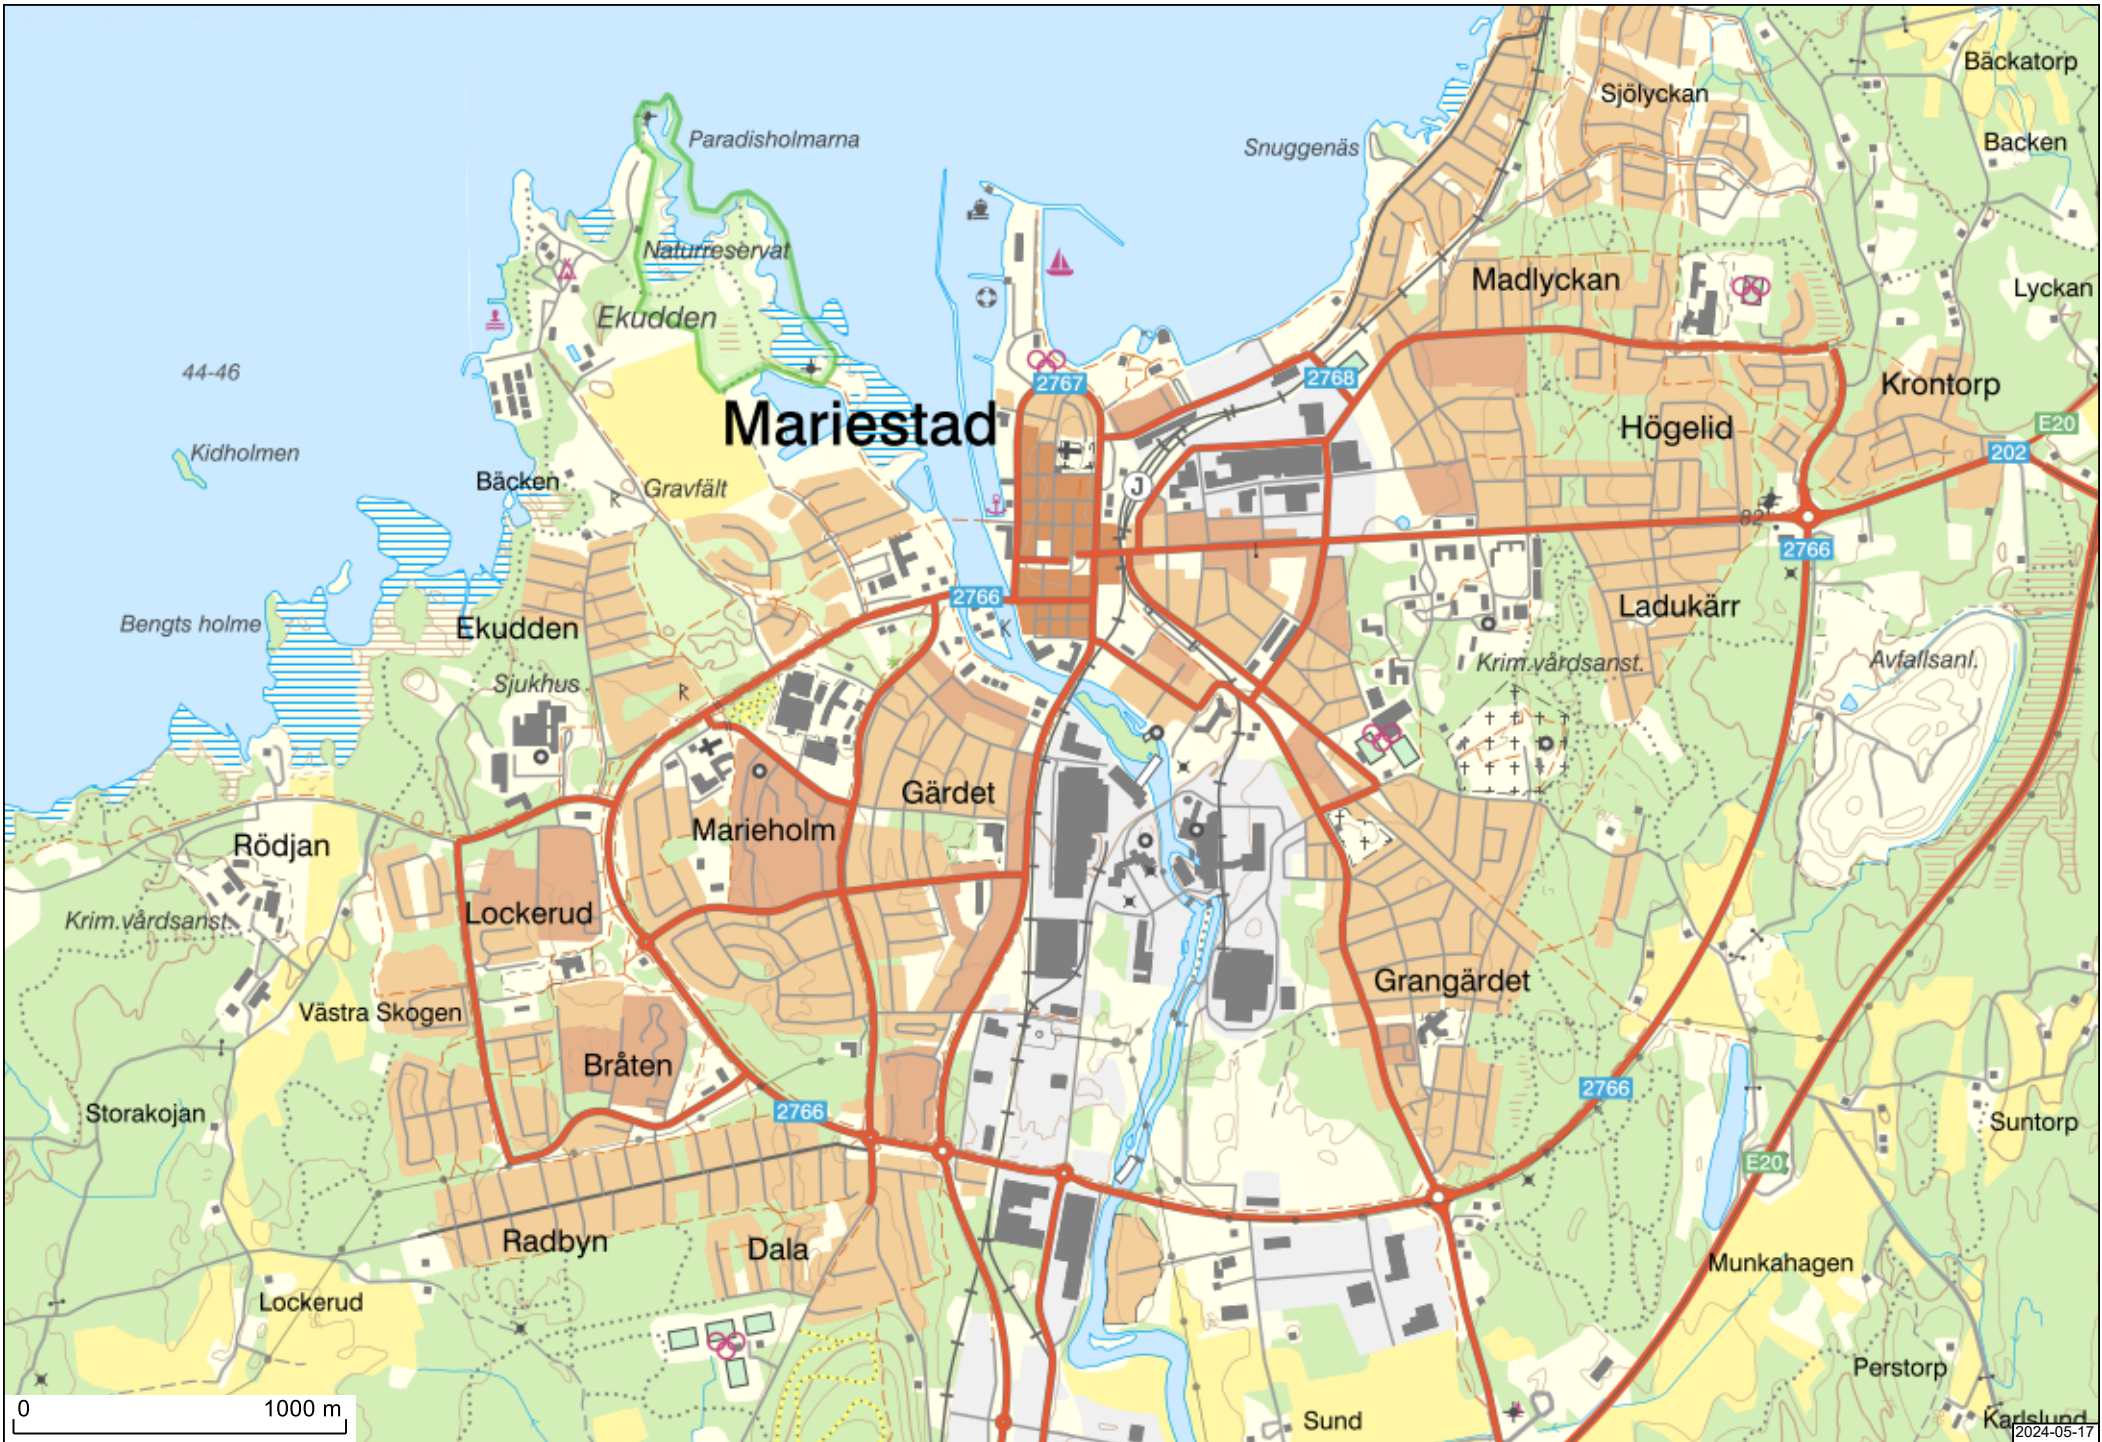 Bäckatorp
Sjölyckan
Paradisholmarna
Snuggenäs
Backen
Naturreservat
Madlyckan
Lyckan
Ekudden
44-46
2767
2768
Krontorp
Mariestad
Högelid
E20
Kidholmen
202
Bäcken
Gravfält
J
82
2766
2766
Bengts holme
Ekudden
Ladukärr
Krim.vårdsanst.
Avfallsanl.
Sjukhus
R
R
K
Gärdet
Marieholm
Rödjan
Lockerud
Krim.vårdsanst.
Grangärdet
Västra Skogen
Bråten
2766
2766
Storakojan
Suntorp
E20
Radbyn
Dala
Munkahagen
Lockerud
Perstorp
0 1000 m
Sund
Karlslund
2024-05-17